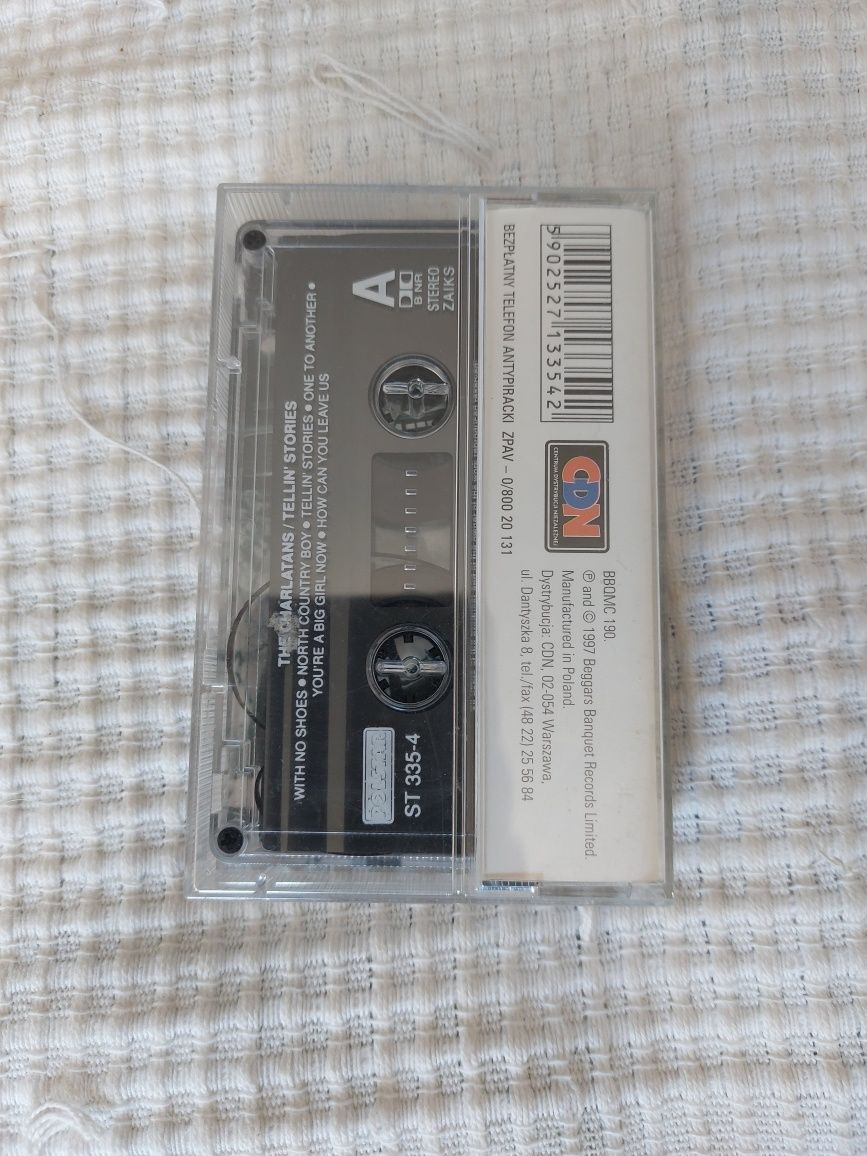 THE CHARLATANS / TELLIN' STORIES
WITH NO SHOES ● NORTH COUNTRY BOY ● TELLIN' STORIES ● ONE TO ANOTHER ●
YOU'RE A BIG GIRL NOW ● HOW CAN YOU LEAVE US
A
B NR
STEREO
ZAIKS
ST 335-4
BEZPŁATNY TELEFON ANTYPIRACKI ZPAV – 0/800 20 131
5 902527 133542
CDN
CENTRUM DYSTRYBUCJI NIEZALEŻNEJ
BBQMC 190.
℗ and © 1997 Beggars Banquet Records Limited.
Manufactured in Poland.
Dystrybucja: CDN, 02-054 Warszawa,
ul. Dantyszka 8, tel./fax (48 22) 25 56 84